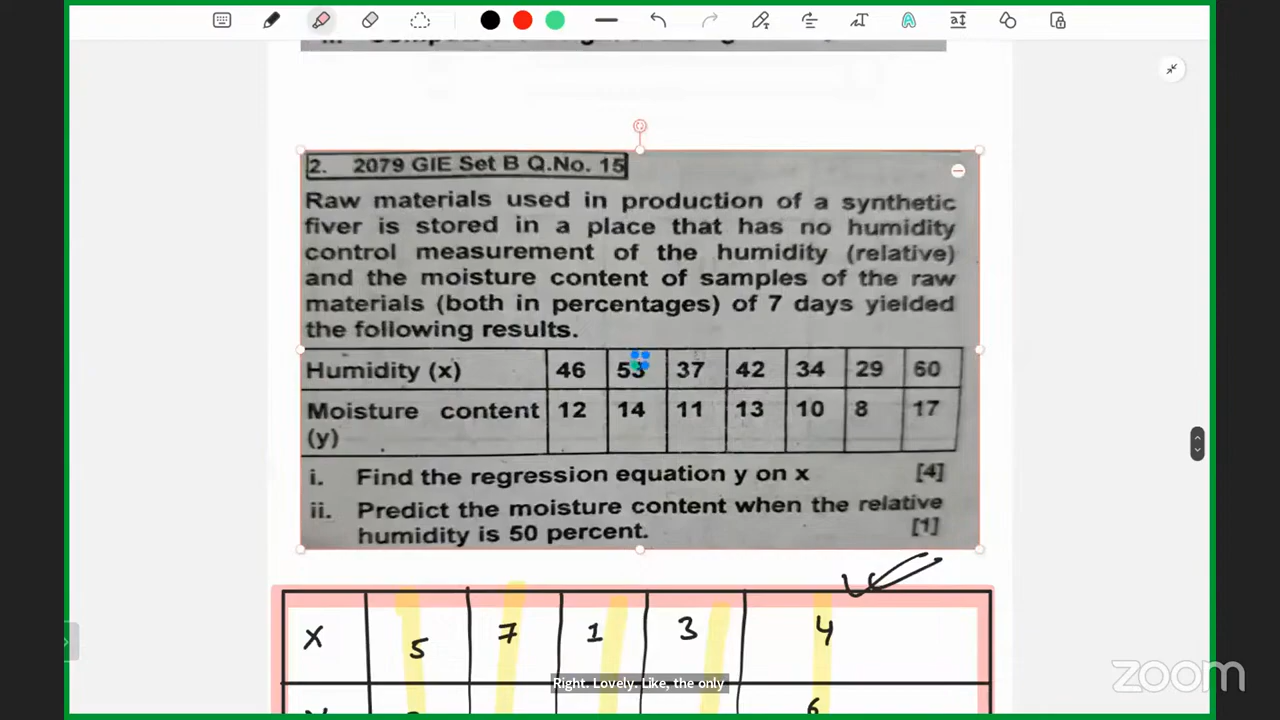 2. 2079 GIE Set B Q.No. 15
Raw materials used in production of a synthetic
fiver is stored in a place that has no humidity
control measurement of the humidity (relative)
and the moisture content of samples of the raw
materials (both in percentages) of 7 days yielded
the following results.
Humidity (x) 46 53 37 42 34 29 60
Moisture content 12 14 11 13 10 8 17
(y)
i. Find the regression equation y on x [4]
ii. Predict the moisture content when the relative
humidity is 50 percent. [1]
X 5 7 1 3 4
Right. Lovely. Like, the only
zoom